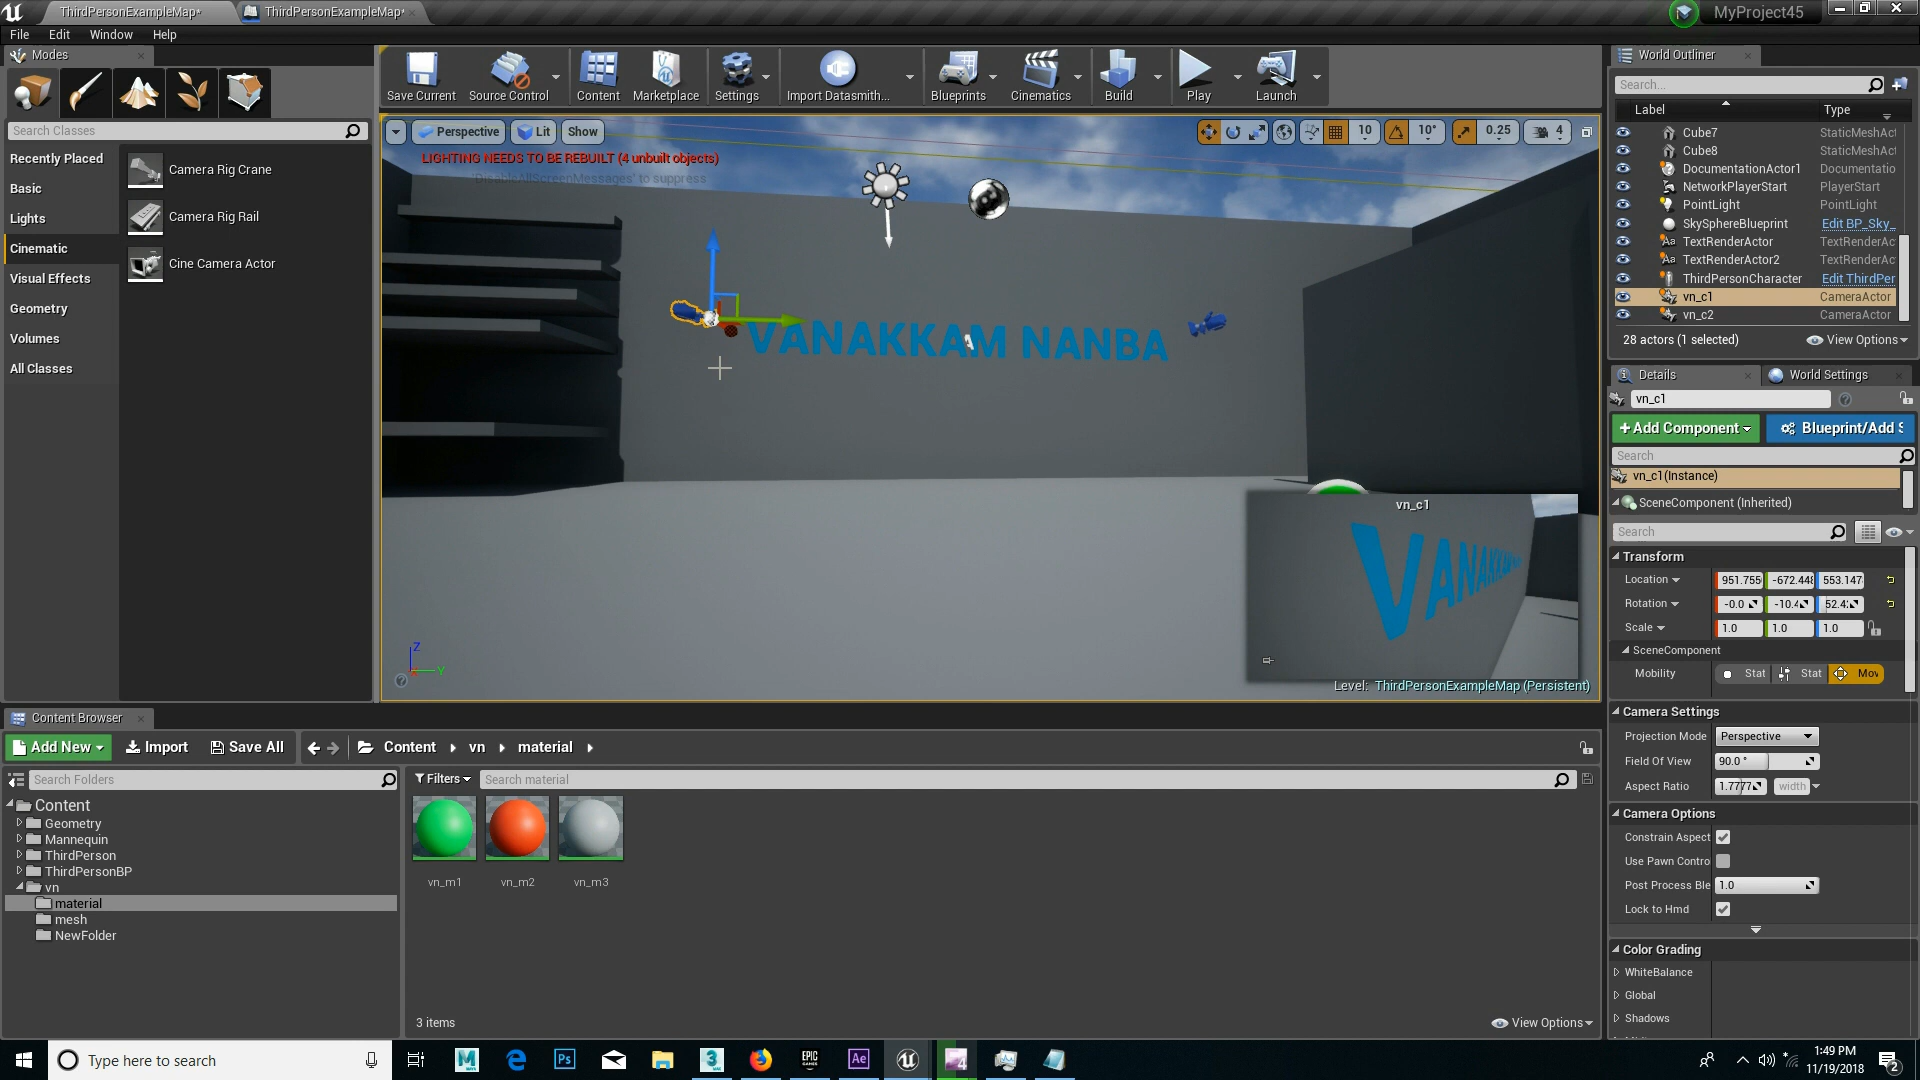 ThirdPersonExampleMap*
ThirdPersonExampleMap*
MyProject45
File
Edit
Window
Help
Modes
Search Classes
Recently Placed
Basic
Lights
Cinematic
Visual Effects
Geometry
Volumes
All Classes
Camera Rig Crane
Camera Rig Rail
Cine Camera Actor
Save Current
Source Control
Content
Marketplace
Settings
Import Datasmith...
Blueprints
Cinematics
Build
Play
Launch
Perspective
Lit
Show
10
10°
0.25
4
LIGHTING NEEDS TO BE REBUILT (4 unbuilt objects)
'DisableAllScreenMessages' to suppress
VANAKKAM NANBA
vn_c1
VANAKKAM
Z
Y
Level: ThirdPersonExampleMap (Persistent)
World Outliner
Search...
Label
Type
Cube7
StaticMeshAct
Cube8
StaticMeshAct
DocumentationActor1
Documentatio
NetworkPlayerStart
PlayerStart
PointLight
PointLight
SkySphereBlueprint
Edit BP_Sky_
TextRenderActor
TextRenderAc
TextRenderActor2
TextRenderAc
ThirdPersonCharacter
Edit ThirdPer
vn_c1
CameraActor
vn_c2
CameraActor
28 actors (1 selected)
View Options
Details
World Settings
vn_c1
+Add Component
Blueprint/Add S
Search
vn_c1(Instance)
SceneComponent (Inherited)
Search
Transform
Location
951.755
-672.448
553.147
Rotation
-0.0
-10.4
52.4
Scale
1.0
1.0
1.0
SceneComponent
Mobility
Stat
Stat
Mov
Camera Settings
Projection Mode
Perspective
Field Of View
90.0 °
Aspect Ratio
1.7777
width
Camera Options
Constrain Aspect
Use Pawn Contro
Post Process Ble
1.0
Lock to Hmd
Color Grading
WhiteBalance
Global
Shadows
Content Browser
Add New
Import
Save All
Content
vn
material
Search Folders
Filters
Search material
Content
Geometry
Mannequin
ThirdPerson
ThirdPersonBP
vn
material
mesh
NewFolder
vn_m1
vn_m2
vn_m3
3 items
View Options
Type here to search
1:49 PM
11/19/2018
2